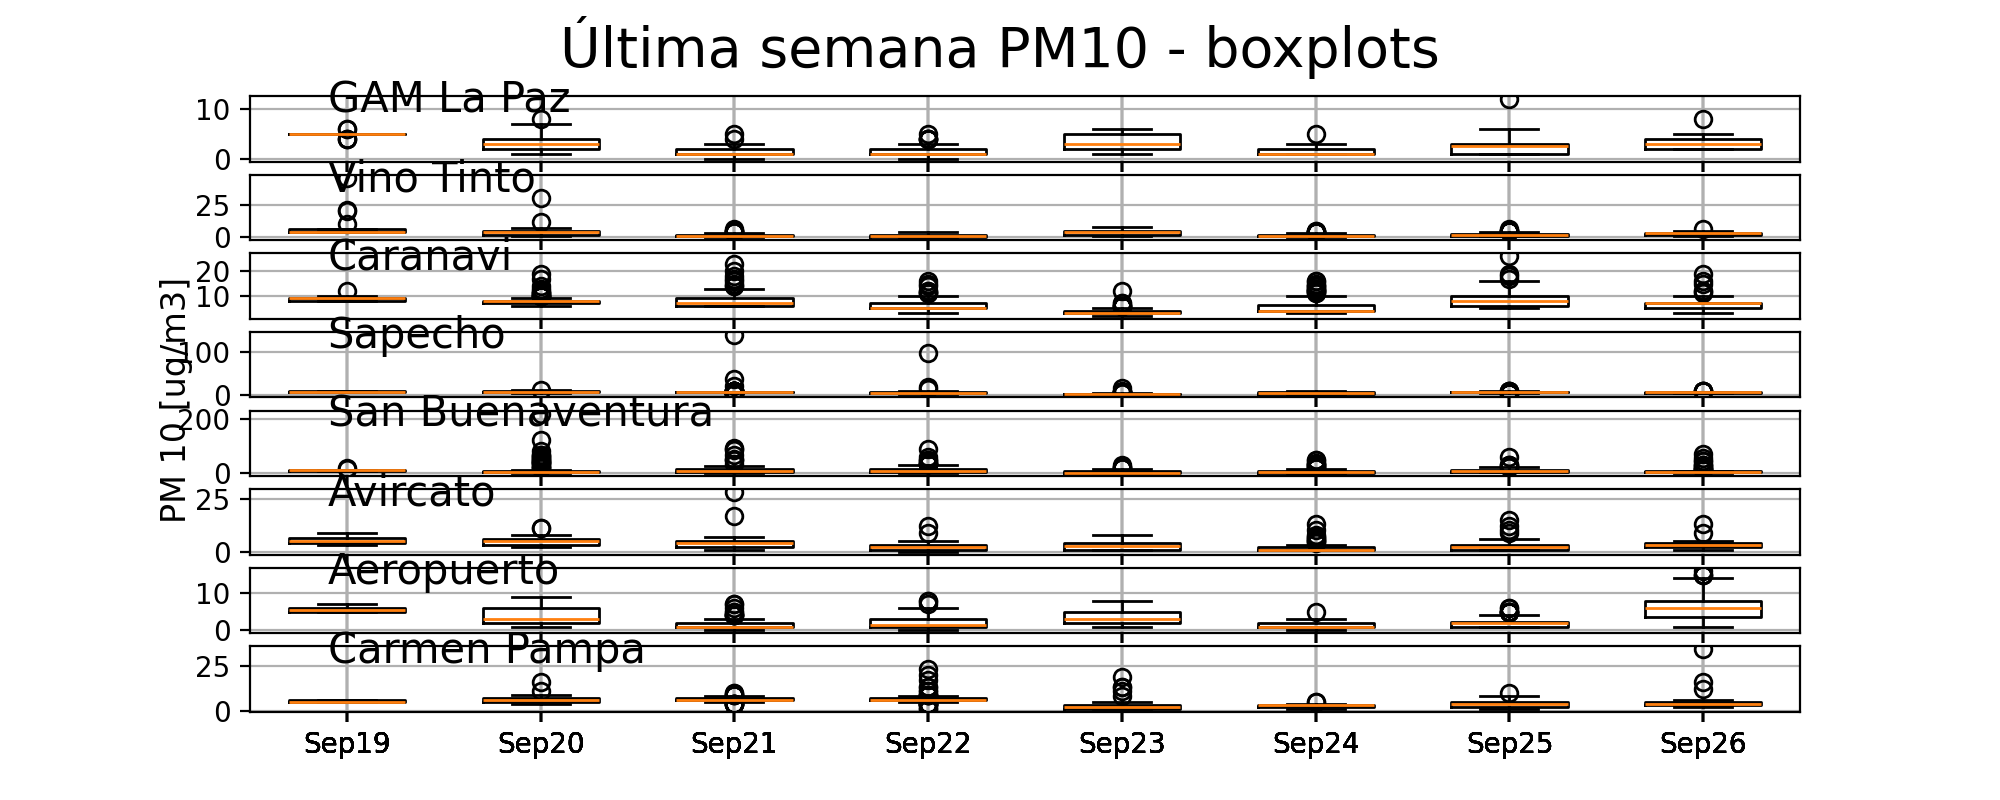 Última semana PM10 - boxplots
GAM La Paz
10
0
Vino Tinto
25
0
Caranavi
20
10
Sapecho
100
0
San Buenaventura
200
0
Avircato
25
0
Aeropuerto
10
0
Carmen Pampa
25
0
PM 10 [ug/m3]
Sep19 Sep20 Sep21 Sep22 Sep23 Sep24 Sep25 Sep26